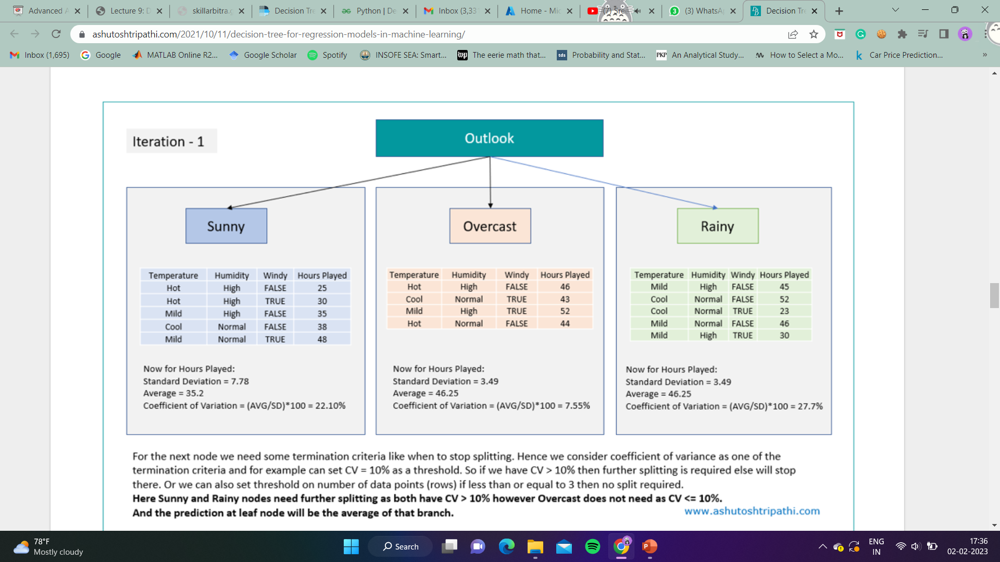 Advanced A
Lecture 9: D
skillarbitra.g
Decision Tre
Python | De
Inbox (3,33
Home - Mic
(7) Sree
(3) WhatsA
Decision Tre
ashutoshtripathi.com/2021/10/11/decision-tree-for-regression-models-in-machine-learning/
Inbox (1,695)
Google
MATLAB Online R2...
Google Scholar
Spotify
INSOFE SEA: Smart...
The eerie math that...
Probability and Stat...
An Analytical Study...
How to Select a Mo...
Car Price Prediction...
Iteration - 1
Outlook
Sunny
Overcast
Rainy
Temperature Humidity Windy Hours Played
Hot High FALSE 25
Hot High TRUE 30
Mild High FALSE 35
Cool Normal FALSE 38
Mild Normal TRUE 48
Now for Hours Played:
Standard Deviation = 7.78
Average = 35.2
Coefficient of Variation = (AVG/SD)*100 = 22.10%
Temperature Humidity Windy Hours Played
Hot High FALSE 46
Cool Normal TRUE 43
Mild High TRUE 52
Hot Normal FALSE 44
Now for Hours Played:
Standard Deviation = 3.49
Average = 46.25
Coefficient of Variation = (AVG/SD)*100 = 7.55%
Temperature Humidity Windy Hours Played
Mild High FALSE 45
Cool Normal FALSE 52
Cool Normal TRUE 23
Mild Normal FALSE 46
Mild High TRUE 30
Now for Hours Played:
Standard Deviation = 3.49
Average = 46.25
Coefficient of Variation = (AVG/SD)*100 = 27.7%
For the next node we need some termination criteria like when to stop splitting. Hence we consider coefficient of variance as one of the
termination criteria and for example can set CV = 10% as a threshold. So if we have CV > 10% then further splitting is required else will stop
there. Or we can also set threshold on number of data points (rows) if less than or equal to 3 then no split required.
Here Sunny and Rainy nodes need further splitting as both have CV > 10% however Overcast does not need as CV <= 10%.
And the prediction at leaf node will be the average of that branch.
www.ashutoshtripathi.com
78°F
Mostly cloudy
Search
ENG
IN
17:36
02-02-2023